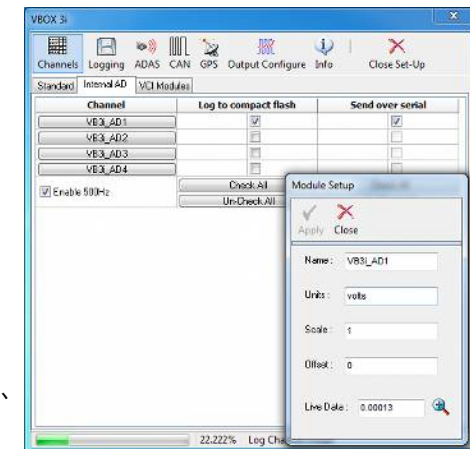 VBOX 3i
Channels Logging ADAS CAN GPS Output Configure Info Close Set-Up
Standard Internal AD VCI Modules
Channel Log to compact flash Send over serial
VB3i_AD1
VB3i_AD2
VB3i_AD3
VB3i_AD4
Enable 500Hz
Check All
Un-Check All
Module Setup
Apply Close
Name: VB3i_AD1
Units: volts
Scale: 1
Offset: 0
Live Data: 0.00013
22.222% Log Cha
、